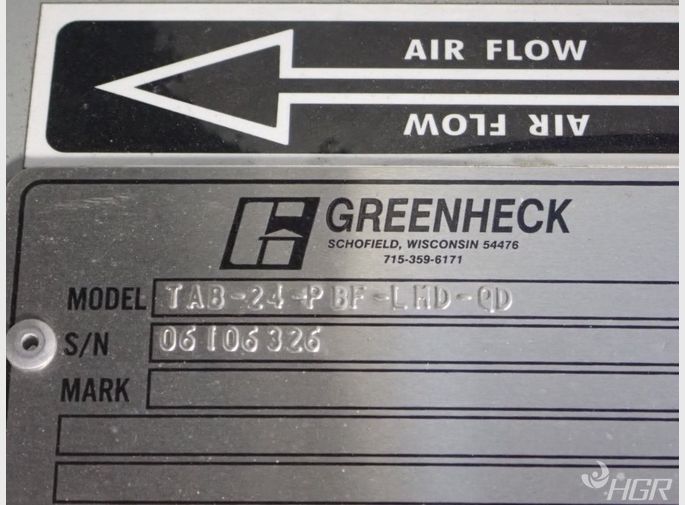 AIR FLOW
AIR FLOW
GREENHECK
SCHOFIELD, WISCONSIN 54476
715-359-6171
MODEL TAB-24-PBF-LMD-QD
S/N 06106326
MARK
HGR